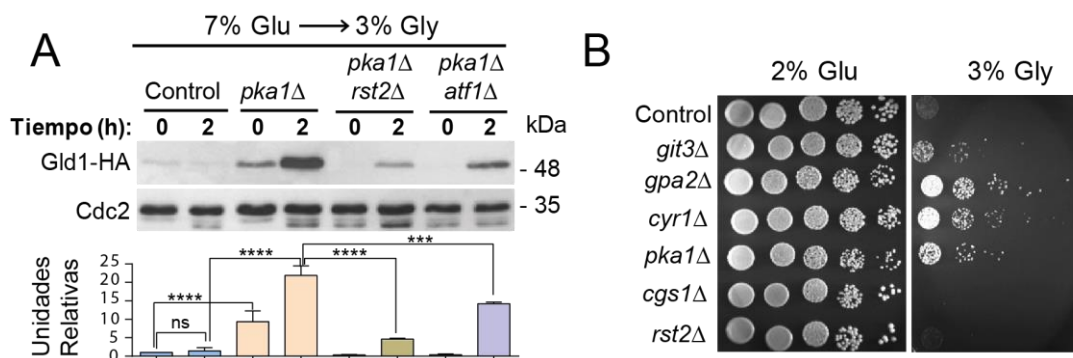 A
7% Glu → 3% Gly
Control pka1Δ pka1Δ rst2Δ pka1Δ atf1Δ
Tiempo (h): 0 2 0 2 0 2 0 2 kDa
Gld1-HA - 48
Cdc2 - 35
Unidades Relativas
25
20
15
10
5
0
****
ns
****
****
***
B
2% Glu 3% Gly
Control
git3Δ
gpa2Δ
cyr1Δ
pka1Δ
cgs1Δ
rst2Δ